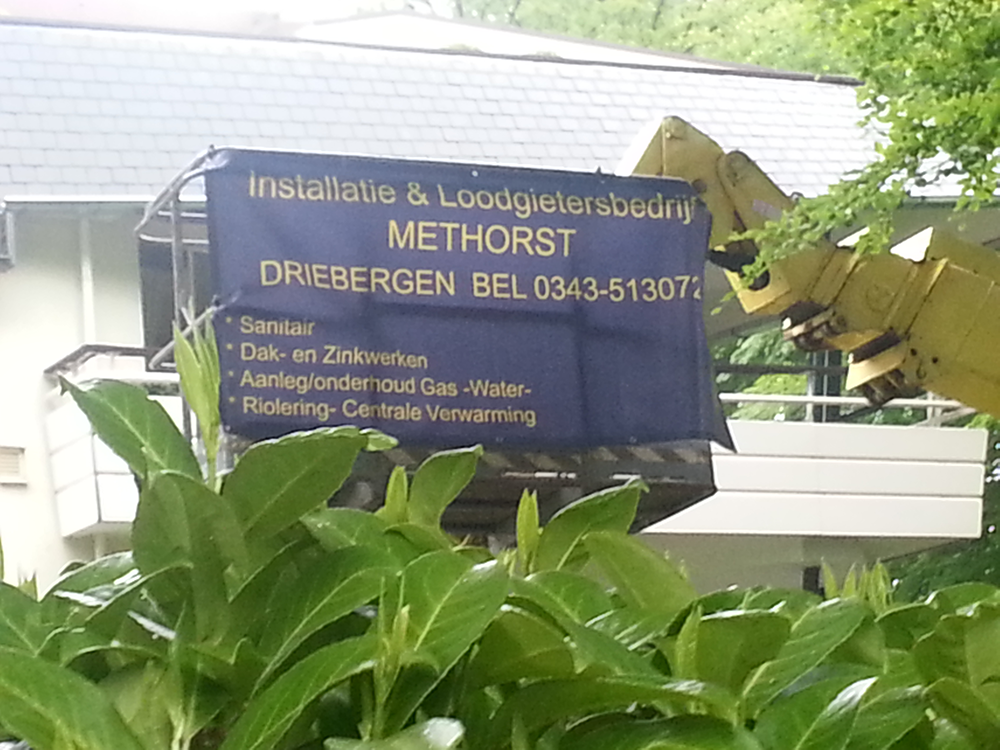 Installatie & Loodgietersbedrijf
METHORST
DRIEBERGEN BEL 0343-513072
* Sanitair
* Dak- en Zinkwerken
* Aanleg/onderhoud Gas -Water-
* Riolering- Centrale Verwarming